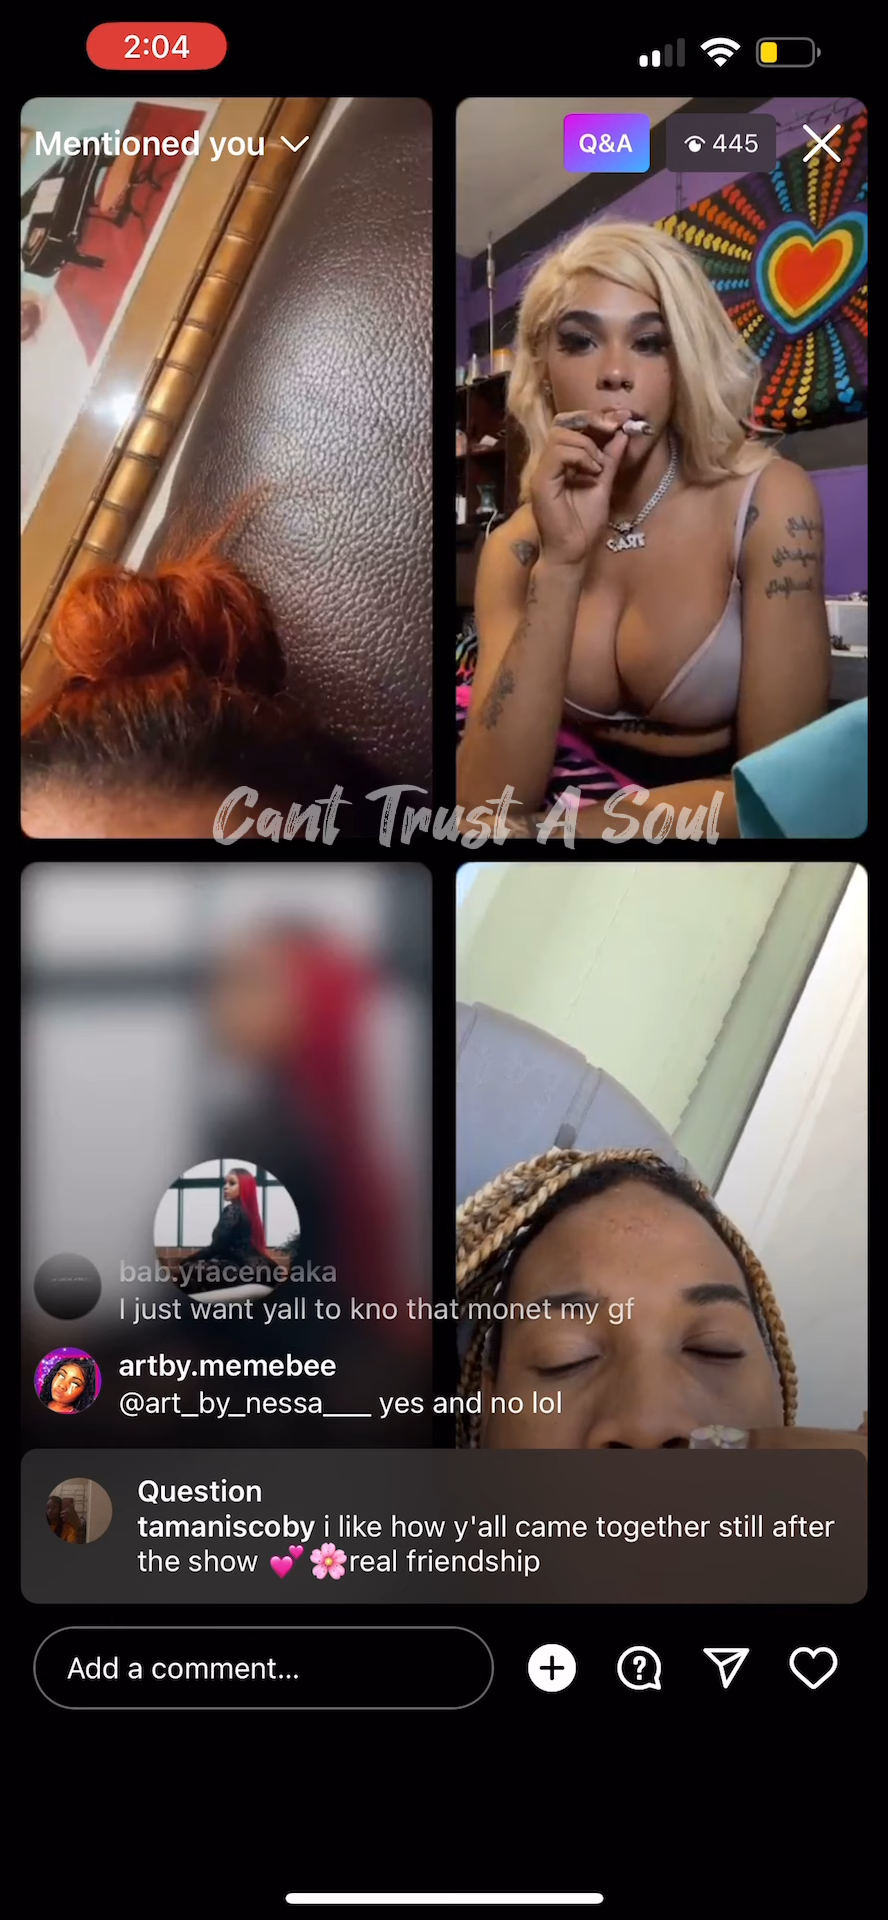 2:04
Mentioned you
Q&A
445
Cant Trust A Soul
bab.yfaceneaka
I just want yall to kno that monet my gf
artby.memebee
@art_by_nessa___ yes and no lol
Question
tamaniscoby i like how y'all came together still after
the show 💕🌸real friendship
Add a comment...